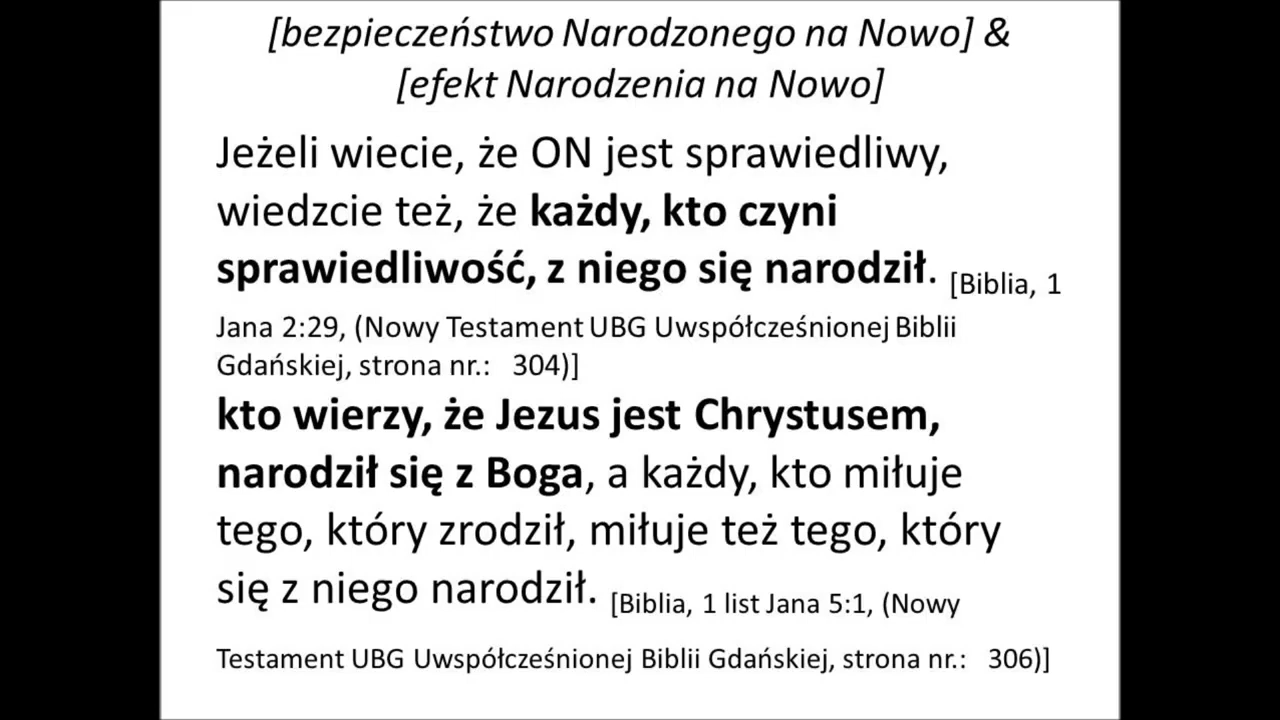 [bezpieczeństwo Narodzonego na Nowo] &
[efekt Narodzenia na Nowo]
Jeżeli wiecie, że ON jest sprawiedliwy,
wiedzcie też, że każdy, kto czyni
sprawiedliwość, z niego się narodził. [Biblia, 1
Jana 2:29, (Nowy Testament UBG Uwspółcześnionej Biblii
Gdańskiej, strona nr.: 304)]
kto wierzy, że Jezus jest Chrystusem,
narodził się z Boga, a każdy, kto miłuje
tego, który zrodził, miłuje też tego, który
się z niego narodził. [Biblia, 1 list Jana 5:1, (Nowy
Testament UBG Uwspółcześnionej Biblii Gdańskiej, strona nr.: 306)]